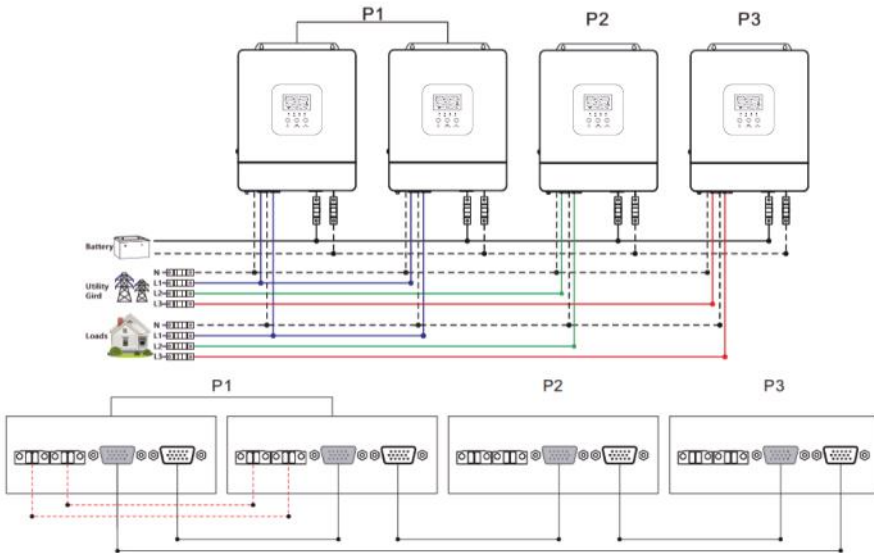 P1 P2 P3
Battery
N
Utility L1
Gird L2
L3
N
Loads L1
L2
L3
P1 P2 P3